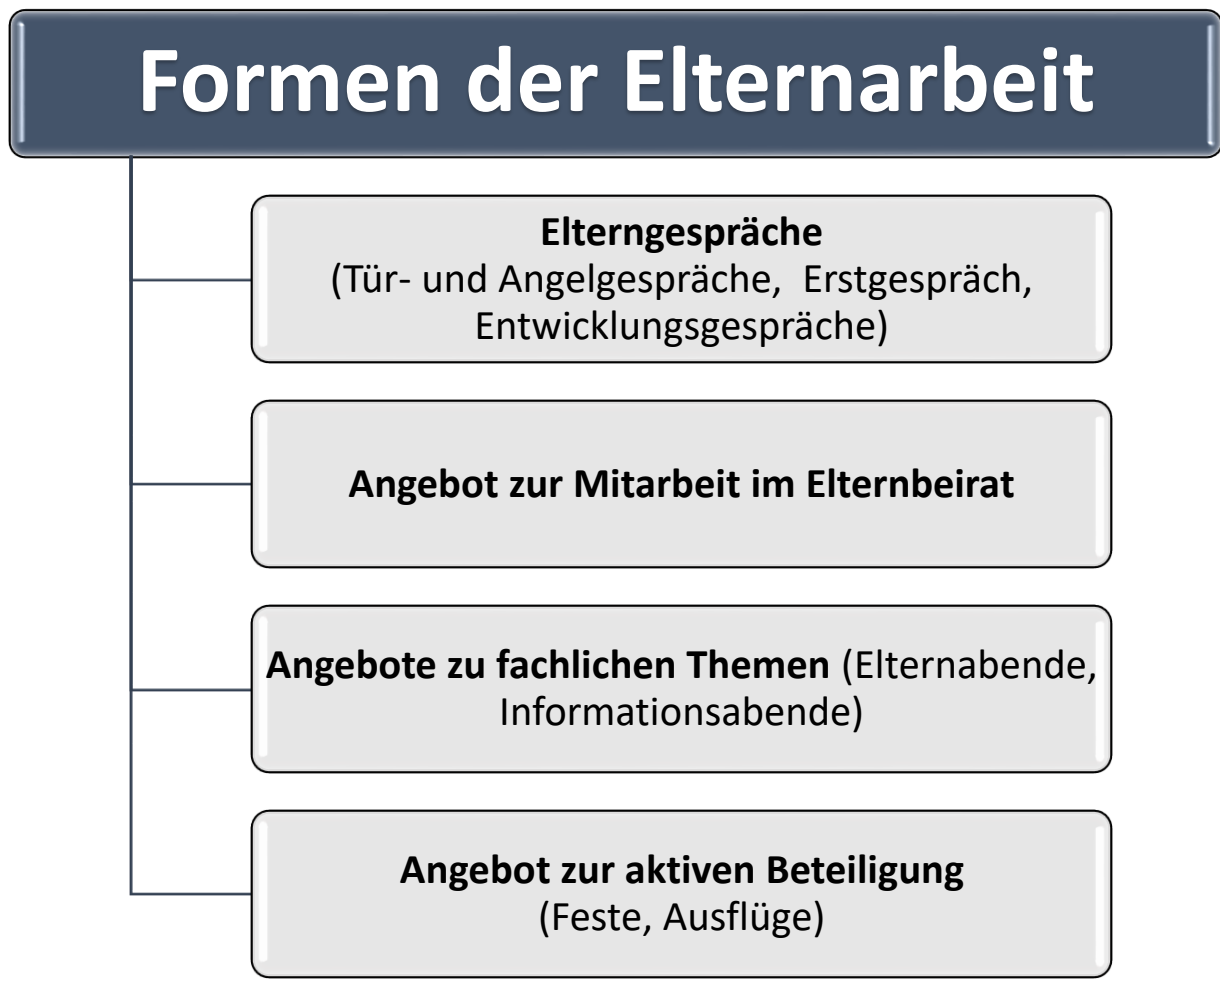 Formen der Elternarbeit
Elterngespräche
(Tür- und Angelgespräche,  Erstgespräch,
Entwicklungsgespräche)
Angebot zur Mitarbeit im Elternbeirat
Angebote zu fachlichen Themen (Elternabende,
Informationsabende)
Angebot zur aktiven Beteiligung
(Feste, Ausflüge)